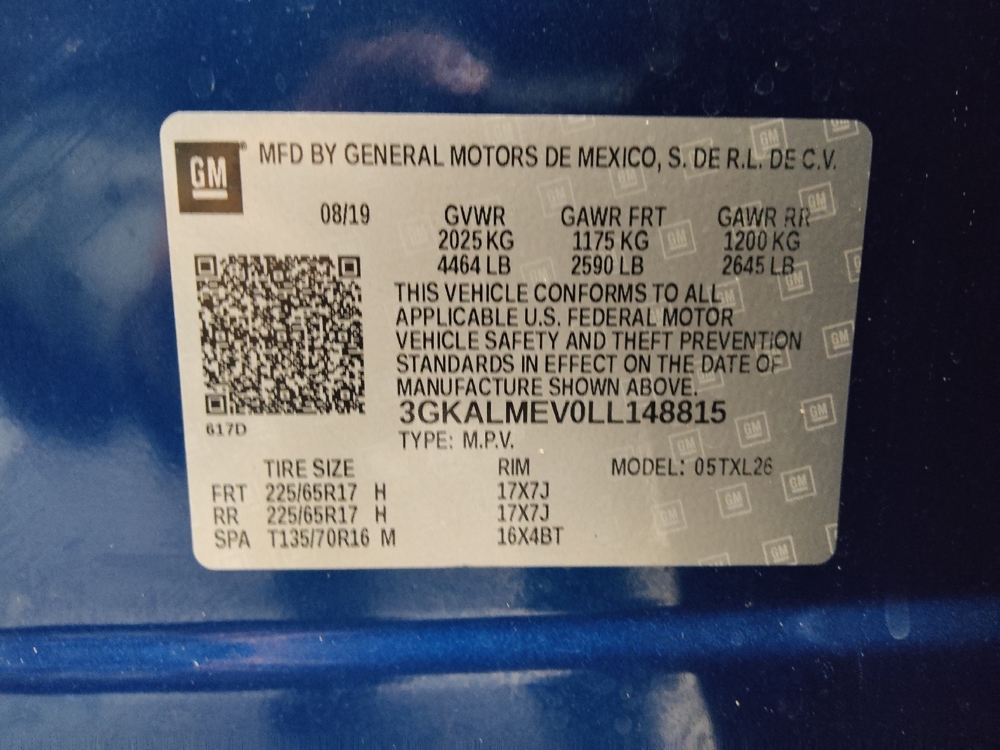 GM MFD BY GENERAL MOTORS DE MEXICO, S. DE R.L. DE C.V.
08/19 GVWR GAWR FRT GAWR RR
2025 KG 1175 KG 1200 KG
4464 LB 2590 LB 2645 LB
THIS VEHICLE CONFORMS TO ALL
APPLICABLE U.S. FEDERAL MOTOR
VEHICLE SAFETY AND THEFT PREVENTION
STANDARDS IN EFFECT ON THE DATE OF
MANUFACTURE SHOWN ABOVE.
3GKALMEV0LL148815
617D
TYPE: M.P.V.
TIRE SIZE RIM MODEL: 05TXL26
FRT 225/65R17 H 17X7J
RR 225/65R17 H 17X7J
SPA T135/70R16 M 16X4BT